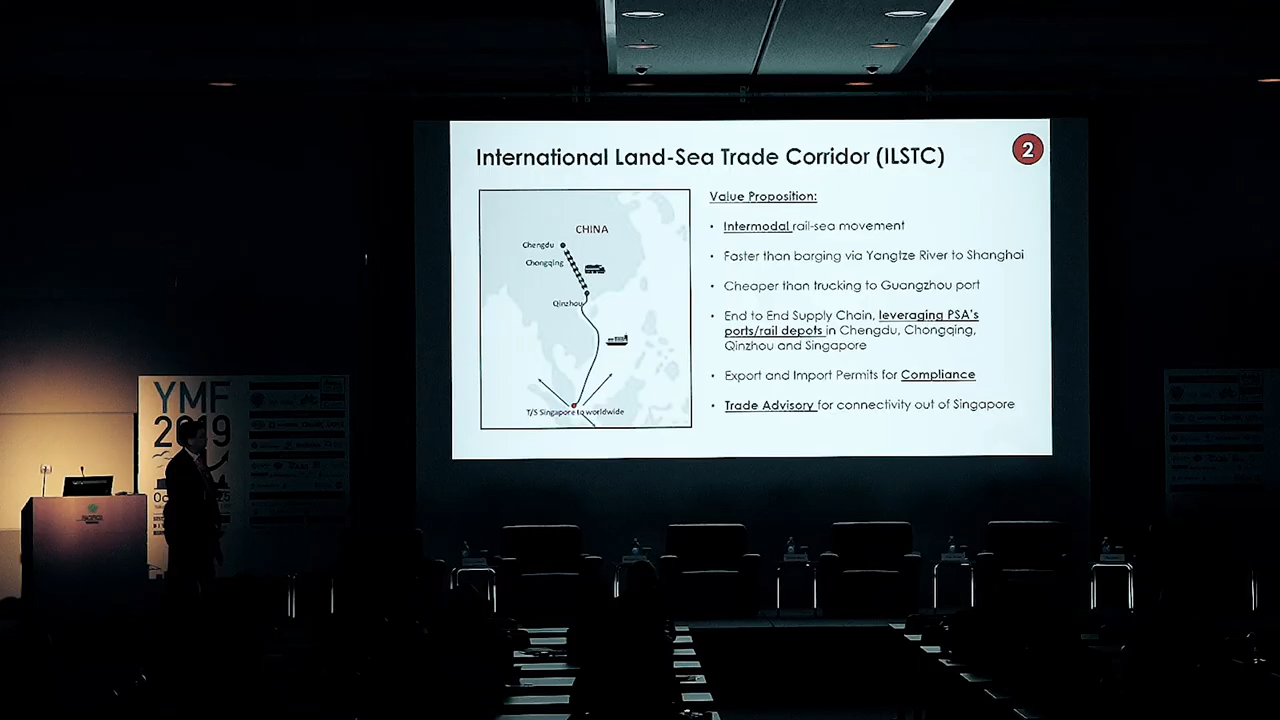 International Land-Sea Trade Corridor (ILSTC)
2
CHINA
Chengdu
Chongqing
Qinzhou
T/S Singapore to worldwide
Value Proposition:
• Intermodal rail-sea movement
• Faster than barging via Yangtze River to Shanghai
• Cheaper than trucking to Guangzhou port
• End to End Supply Chain, leveraging PSA's
ports/rail depots in Chengdu, Chongqing,
Qinzhou and Singapore
• Export and Import Permits for Compliance
• Trade Advisory for connectivity out of Singapore
YMF